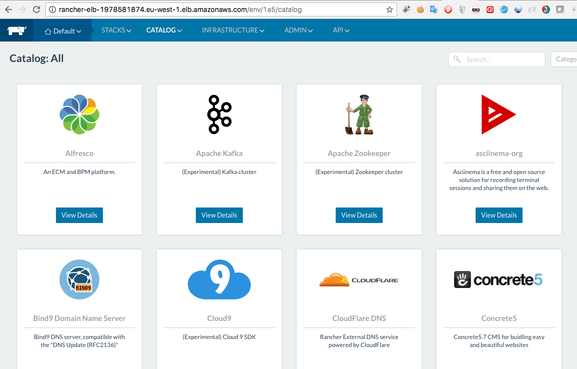 rancher-elb-1978581874.eu-west-1.elb.amazonaws.com/env/1a5/catalog
Default STACKS CATALOG INFRASTRUCTURE ADMIN API
Catalog: All
Search... Catego
Alfresco
An ECM and BPM platform.
View Details
Apache Kafka
(Experimental) Kafka cluster
View Details
Apache Zookeeper
(Experimental) Zookeeper cluster
View Details
asciinema-org
Asciinema is a free and open source
solution for recording terminal
sessions and sharing them on the web.
View Details
BIND9
Bind9 Domain Name Server
Bind9 DNS server, compatible with
the "DNS Update (RFC2136)"
9
Cloud9
(Experimental) Cloud 9 SDK
CLOUDFLARE
CloudFlare DNS
Rancher External DNS service
powered by CloudFlare
concrete5
Concrete5
Concrete5.7 CMS for buidling easy
and beautiful websites